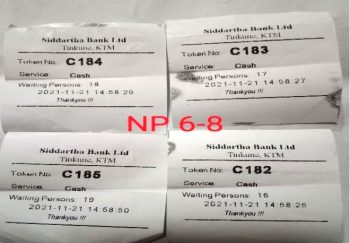 Siddartha Bank Ltd
Tinkune, KTM
Token No: C184
Service: Cash
Waiting Persons: 18
2021-11-21 14:58:29
Thankyou !!!
Siddartha Bank Ltd
Tinkune, KTM
Token No: C183
Service: Cash
Waiting Persons: 17
2021-11-21 14:58:27
Thankyou !!!
NP 6-8
Siddartha Bank Ltd
Tinkune, KTM
Token No: C185
Service: Cash
Waiting Persons: 19
2021-11-21 14:58:50
Thankyou !!!
Siddartha Bank Ltd
Tinkune, KTM
Token No: C182
Service: Cash
Waiting Persons: 16
2021-11-21 14:58:25
Thankyou !!!